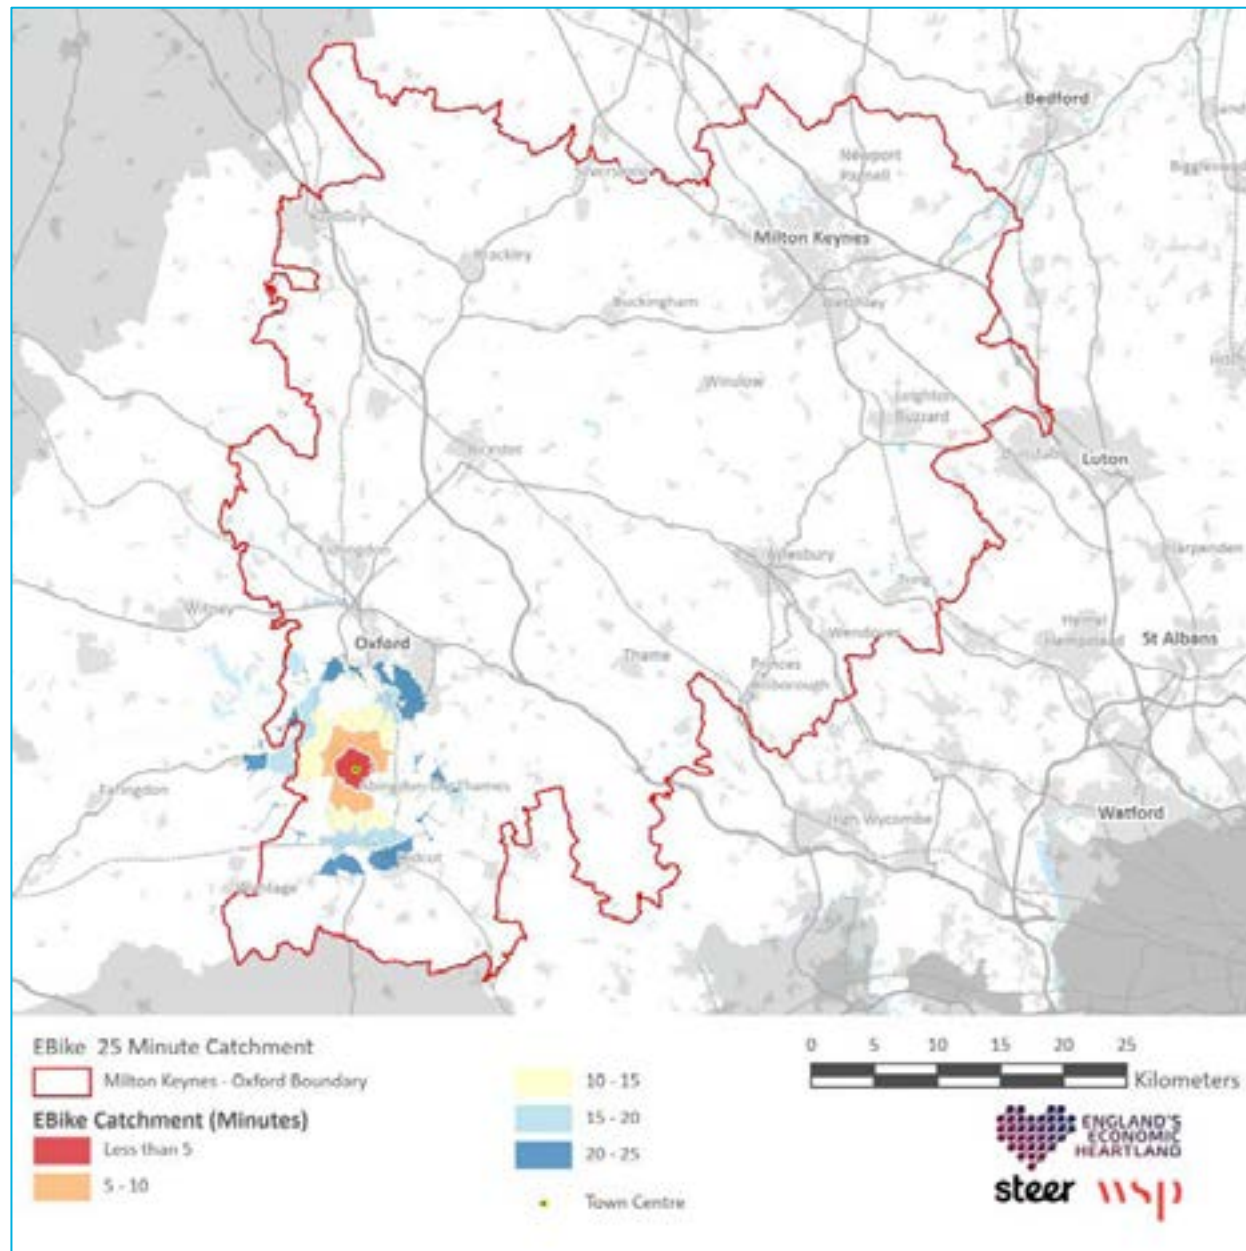 Bedford
Newport
Pagnell
Milton Keynes
Brackley
Buckingham
Bletchley
Winslow
Leighton
Buzzard
Luton
Aylesbury
Harpenden
Tring
Witney
Hemel
Hempstead
Oxford
Wendover
St Albans
Thame
Princes
Risborough
Abingdon-on-Thames
Faringdon
High Wycombe
Watford
Didcot
Wantage
EBike 25 Minute Catchment
Milton Keynes - Oxford Boundary
EBike Catchment (Minutes)
Less than 5
5 - 10
10 - 15
15 - 20
20 - 25
Town Centre
0 5 10 15 20 25
Kilometers
ENGLAND'S
ECONOMIC
HEARTLAND
steer wsp